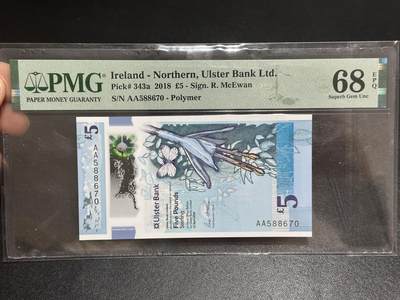 PMG
PAPER MONEY GUARANTY
Ireland - Northern, Ulster Bank Ltd.
Pick# 343a 2018 £5 - Sign. R. McEwan
S/N AA588670 - Polymer
68 EPQ
Superb Gem Unc
£5
AA588670
Ulster Bank
Five Pounds
Sterling
£5
AA588670